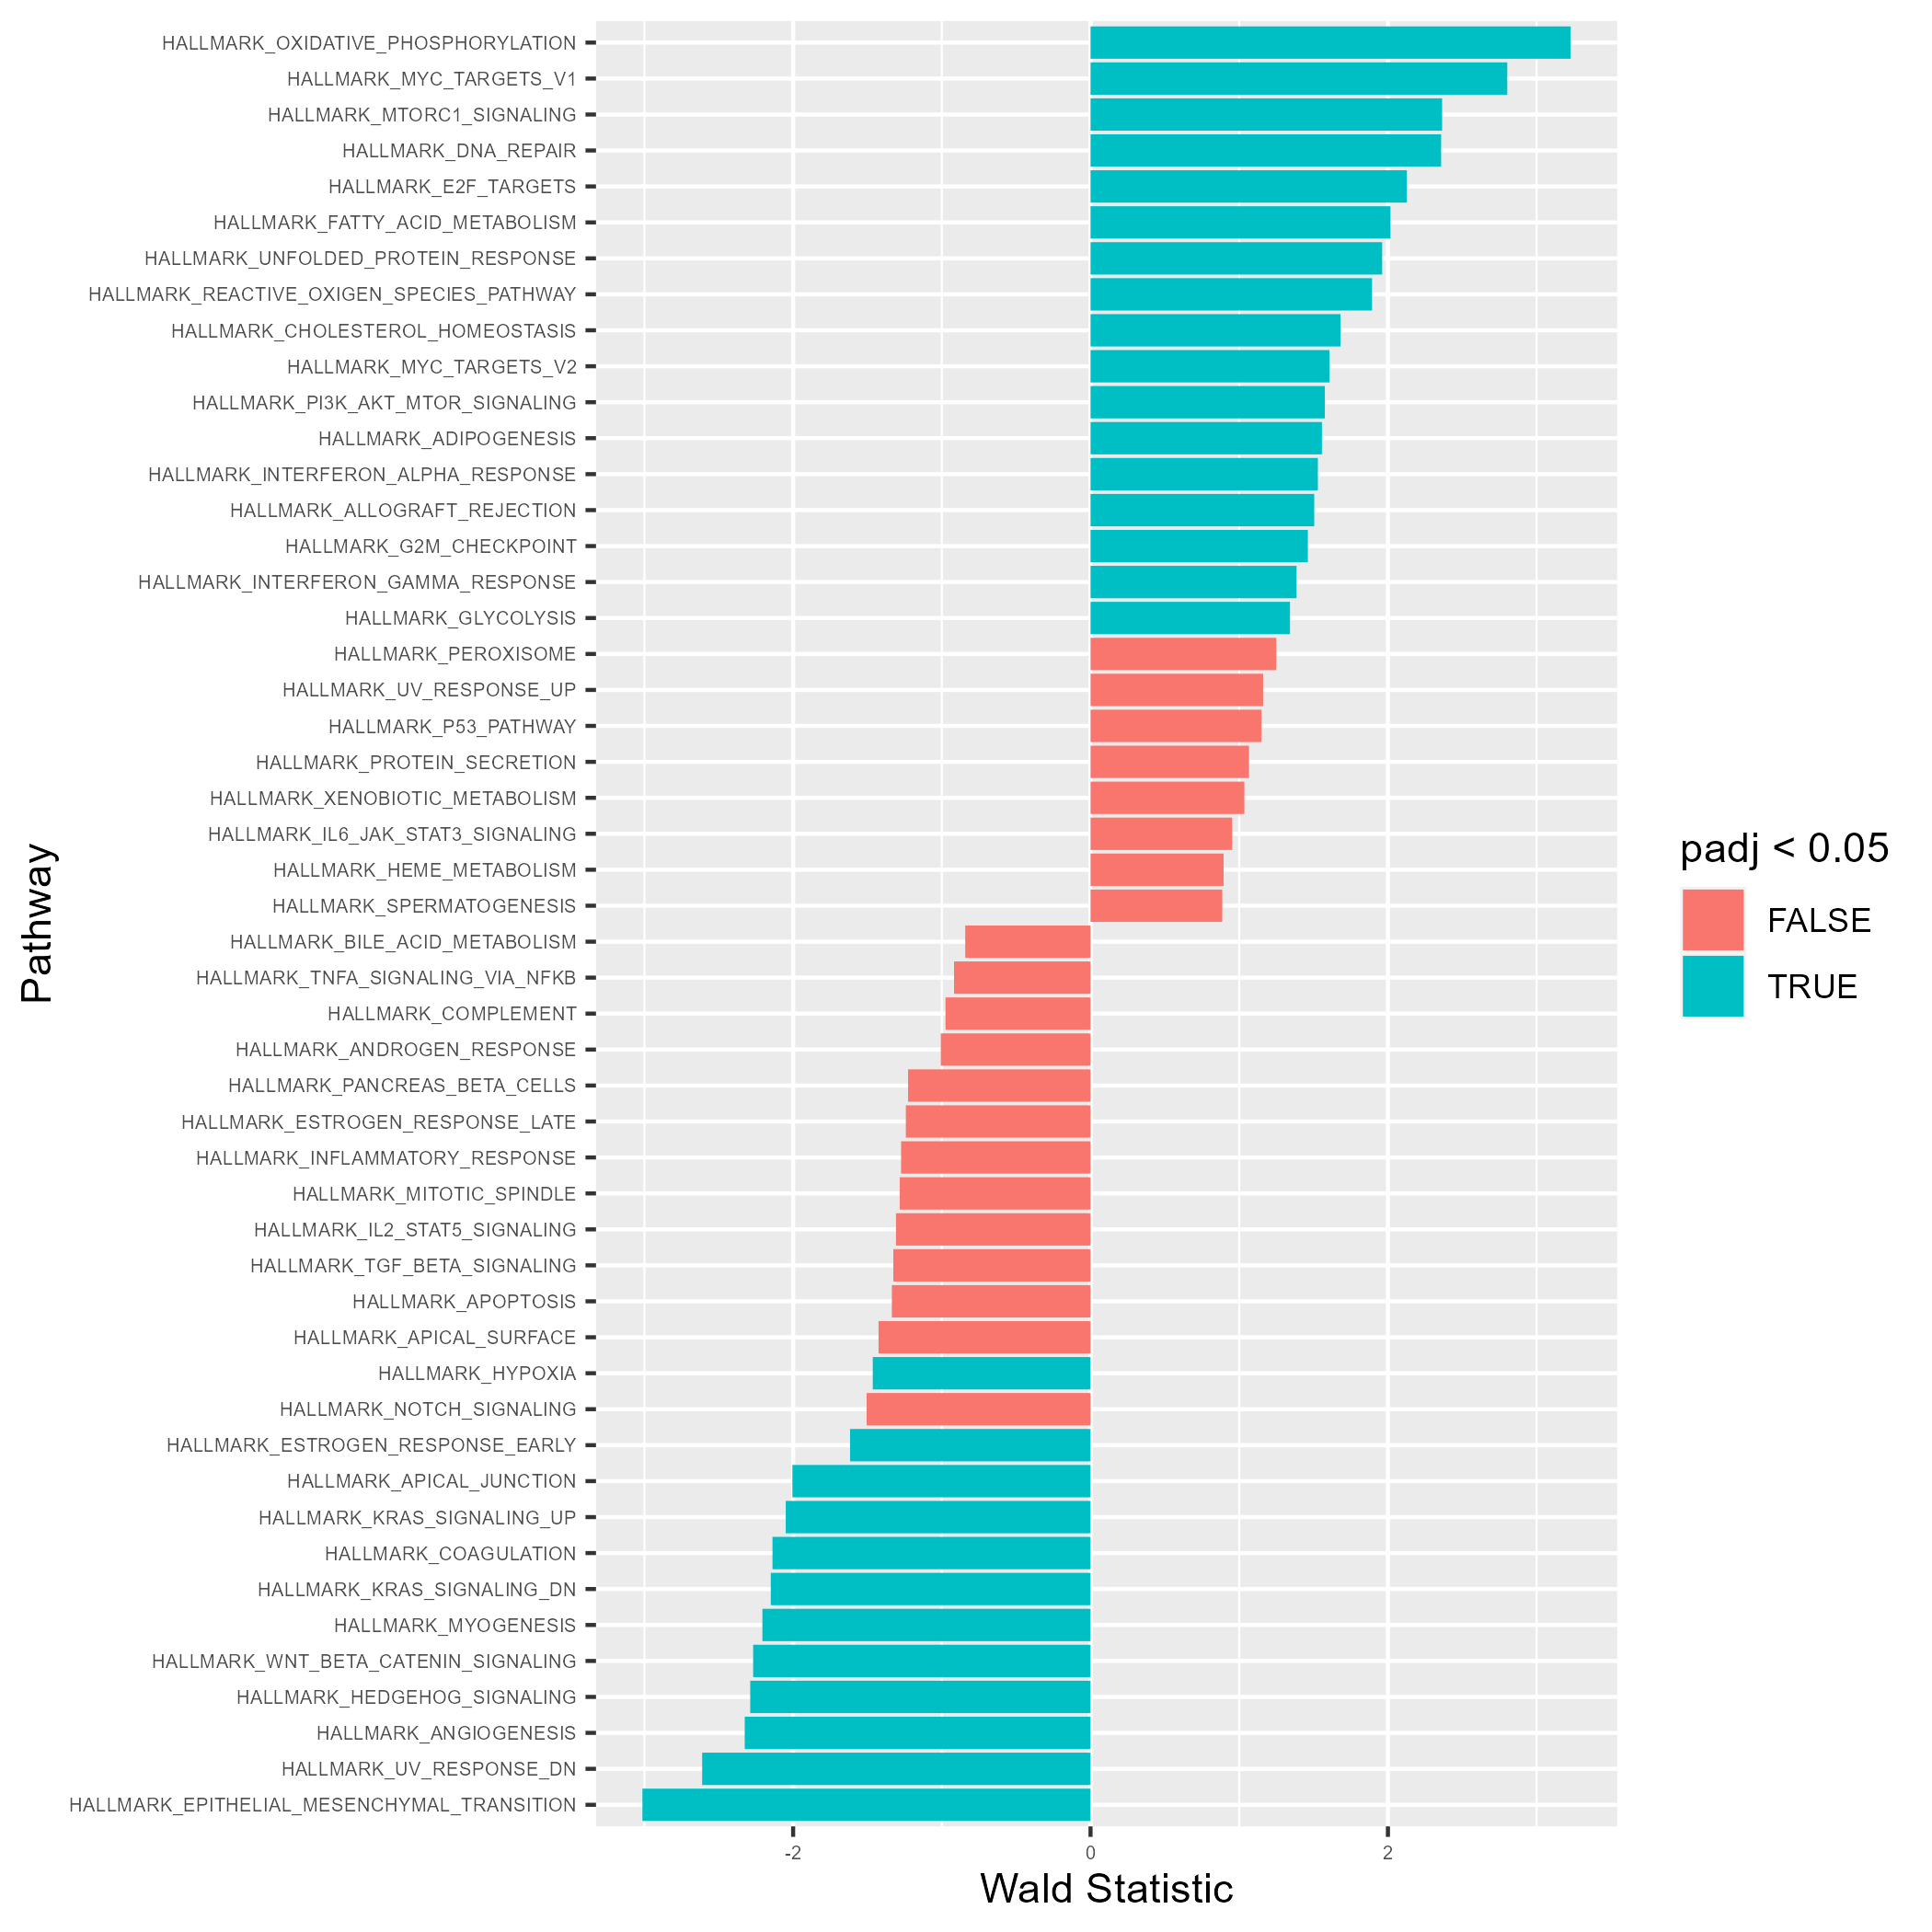 HALLMARK_OXIDATIVE_PHOSPHORYLATION
HALLMARK_MYC_TARGETS_V1
HALLMARK_MTORC1_SIGNALING
HALLMARK_DNA_REPAIR
HALLMARK_E2F_TARGETS
HALLMARK_FATTY_ACID_METABOLISM
HALLMARK_UNFOLDED_PROTEIN_RESPONSE
HALLMARK_REACTIVE_OXIGEN_SPECIES_PATHWAY
HALLMARK_CHOLESTEROL_HOMEOSTASIS
HALLMARK_MYC_TARGETS_V2
HALLMARK_PI3K_AKT_MTOR_SIGNALING
HALLMARK_ADIPOGENESIS
HALLMARK_INTERFERON_ALPHA_RESPONSE
HALLMARK_ALLOGRAFT_REJECTION
HALLMARK_G2M_CHECKPOINT
HALLMARK_INTERFERON_GAMMA_RESPONSE
HALLMARK_GLYCOLYSIS
HALLMARK_PEROXISOME
HALLMARK_UV_RESPONSE_UP
HALLMARK_P53_PATHWAY
HALLMARK_PROTEIN_SECRETION
HALLMARK_XENOBIOTIC_METABOLISM
HALLMARK_IL6_JAK_STAT3_SIGNALING
HALLMARK_HEME_METABOLISM
HALLMARK_SPERMATOGENESIS
HALLMARK_BILE_ACID_METABOLISM
HALLMARK_TNFA_SIGNALING_VIA_NFKB
HALLMARK_COMPLEMENT
HALLMARK_ANDROGEN_RESPONSE
HALLMARK_PANCREAS_BETA_CELLS
HALLMARK_ESTROGEN_RESPONSE_LATE
HALLMARK_INFLAMMATORY_RESPONSE
HALLMARK_MITOTIC_SPINDLE
HALLMARK_IL2_STAT5_SIGNALING
HALLMARK_TGF_BETA_SIGNALING
HALLMARK_APOPTOSIS
HALLMARK_APICAL_SURFACE
HALLMARK_HYPOXIA
HALLMARK_NOTCH_SIGNALING
HALLMARK_ESTROGEN_RESPONSE_EARLY
HALLMARK_APICAL_JUNCTION
HALLMARK_KRAS_SIGNALING_UP
HALLMARK_COAGULATION
HALLMARK_KRAS_SIGNALING_DN
HALLMARK_MYOGENESIS
HALLMARK_WNT_BETA_CATENIN_SIGNALING
HALLMARK_HEDGEHOG_SIGNALING
HALLMARK_ANGIOGENESIS
HALLMARK_UV_RESPONSE_DN
HALLMARK_EPITHELIAL_MESENCHYMAL_TRANSITION
Pathway
-2 0 2
Wald Statistic
padj < 0.05
FALSE
TRUE